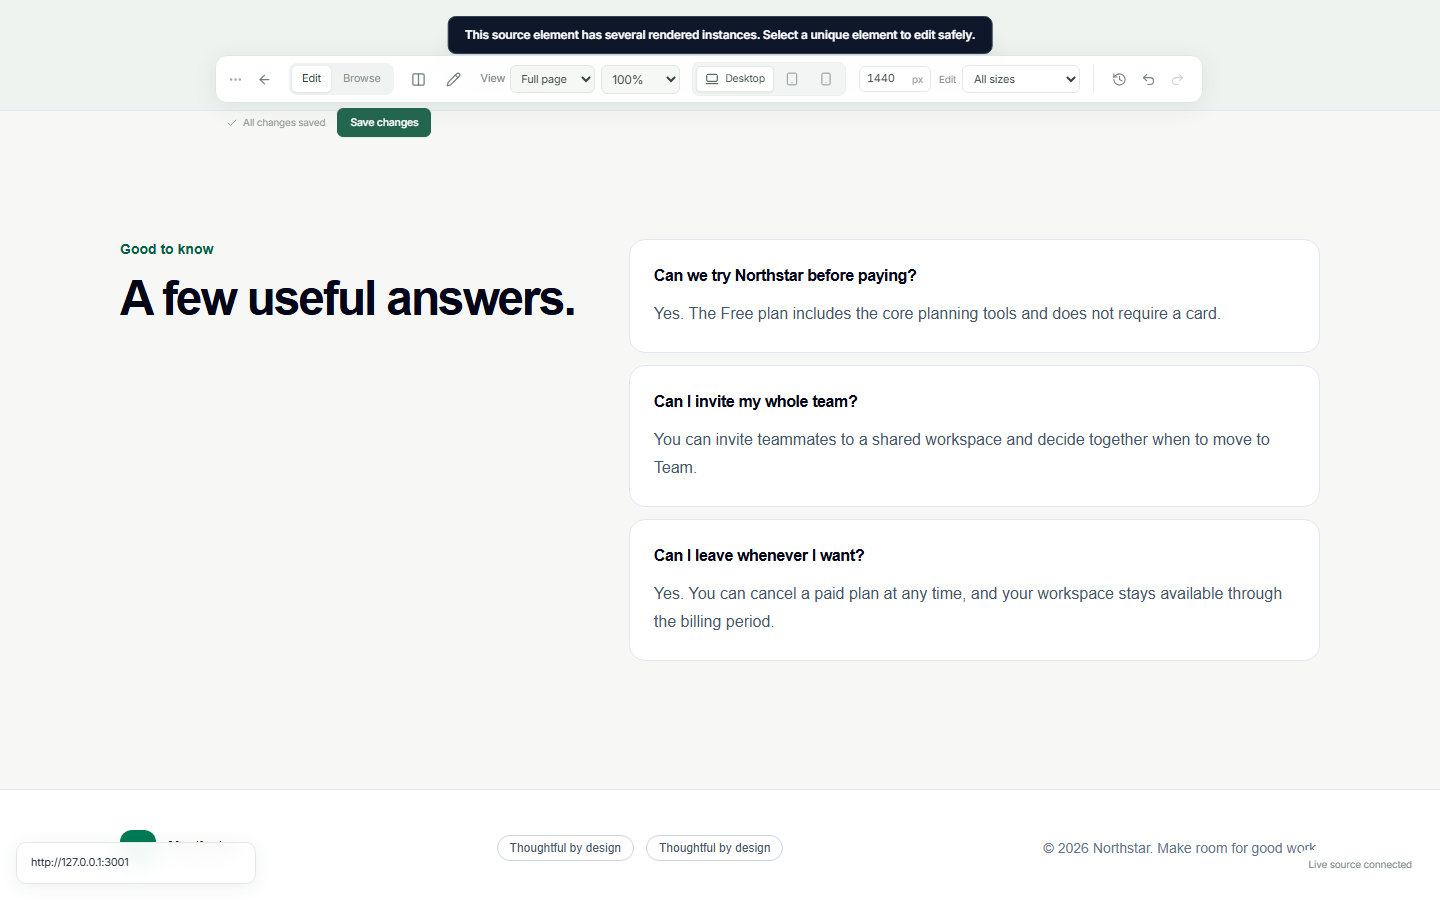 This source element has several rendered instances. Select a unique element to edit safely.
Edit Browse View Full page 100% Desktop 1440 px Edit All sizes
All changes saved Save changes
Good to know
A few useful answers.
Can we try Northstar before paying?
Yes. The Free plan includes the core planning tools and does not require a card.
Can I invite my whole team?
You can invite teammates to a shared workspace and decide together when to move to
Team.
Can I leave whenever I want?
Yes. You can cancel a paid plan at any time, and your workspace stays available through
the billing period.
Thoughtful by design Thoughtful by design
© 2026 Northstar. Make room for good work.
http://127.0.0.1:3001
Live source connected